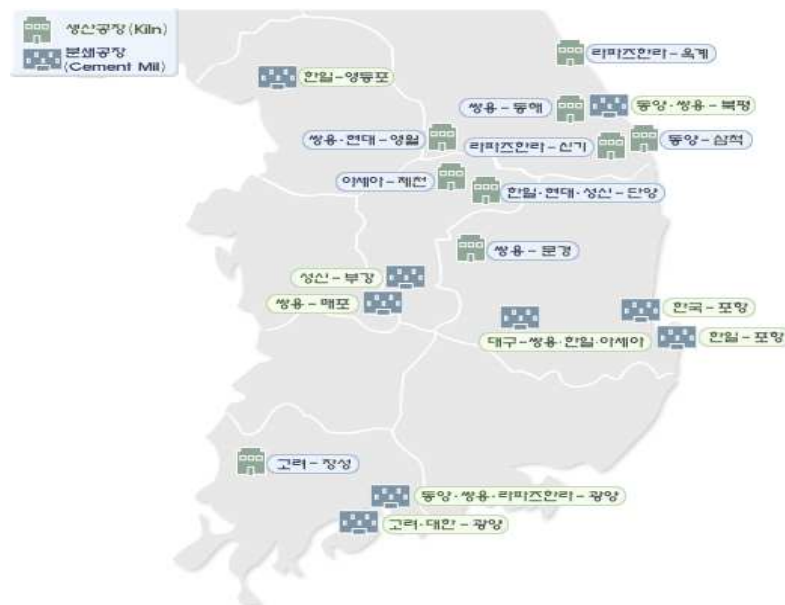 생산공장(Kiln)
분쇄공장
(Cement Mil)
라파즈한라-옥계
한일-영등포
쌍용-동해
동양·쌍용-북평
쌍용·현대-영월
라파즈한라-신기
동양-삼척
아세아-제천
한일·현대·성신-단양
쌍용-문경
성신-부강
쌍용-매포
한국-포항
대구-쌍용·한일·아세아
한일-포항
고려-장성
동양·쌍용·라파즈한라-광양
고려·대한-광양